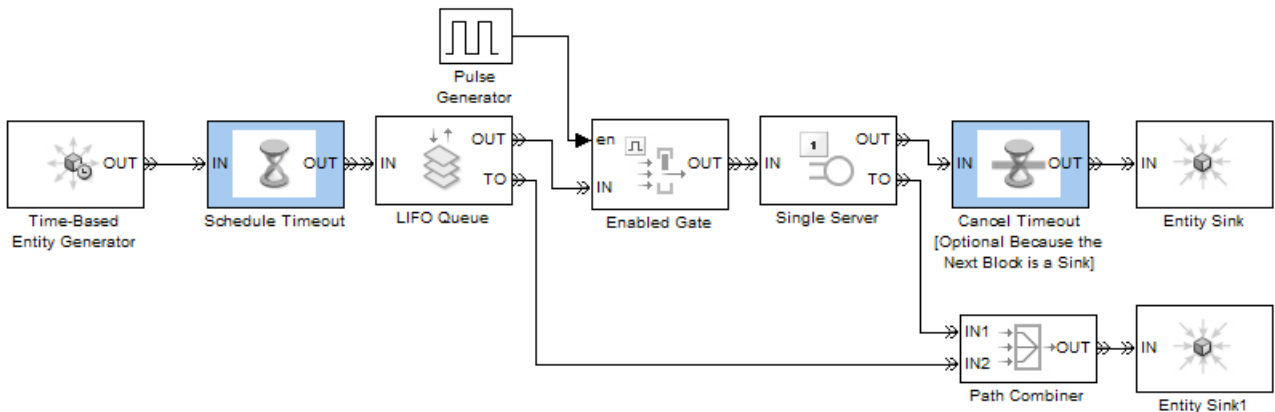 Pulse
Generator
OUT
Time-Based
Entity Generator
IN
OUT
Schedule Timeout
IN
OUT
TO
LIFO Queue
en
IN
OUT
Enabled Gate
1
IN
OUT
TO
Single Server
IN
OUT
Cancel Timeout
[Optional Because the
Next Block is a Sink]
IN
Entity Sink
IN1
IN2
OUT
Path Combiner
IN
Entity Sink1